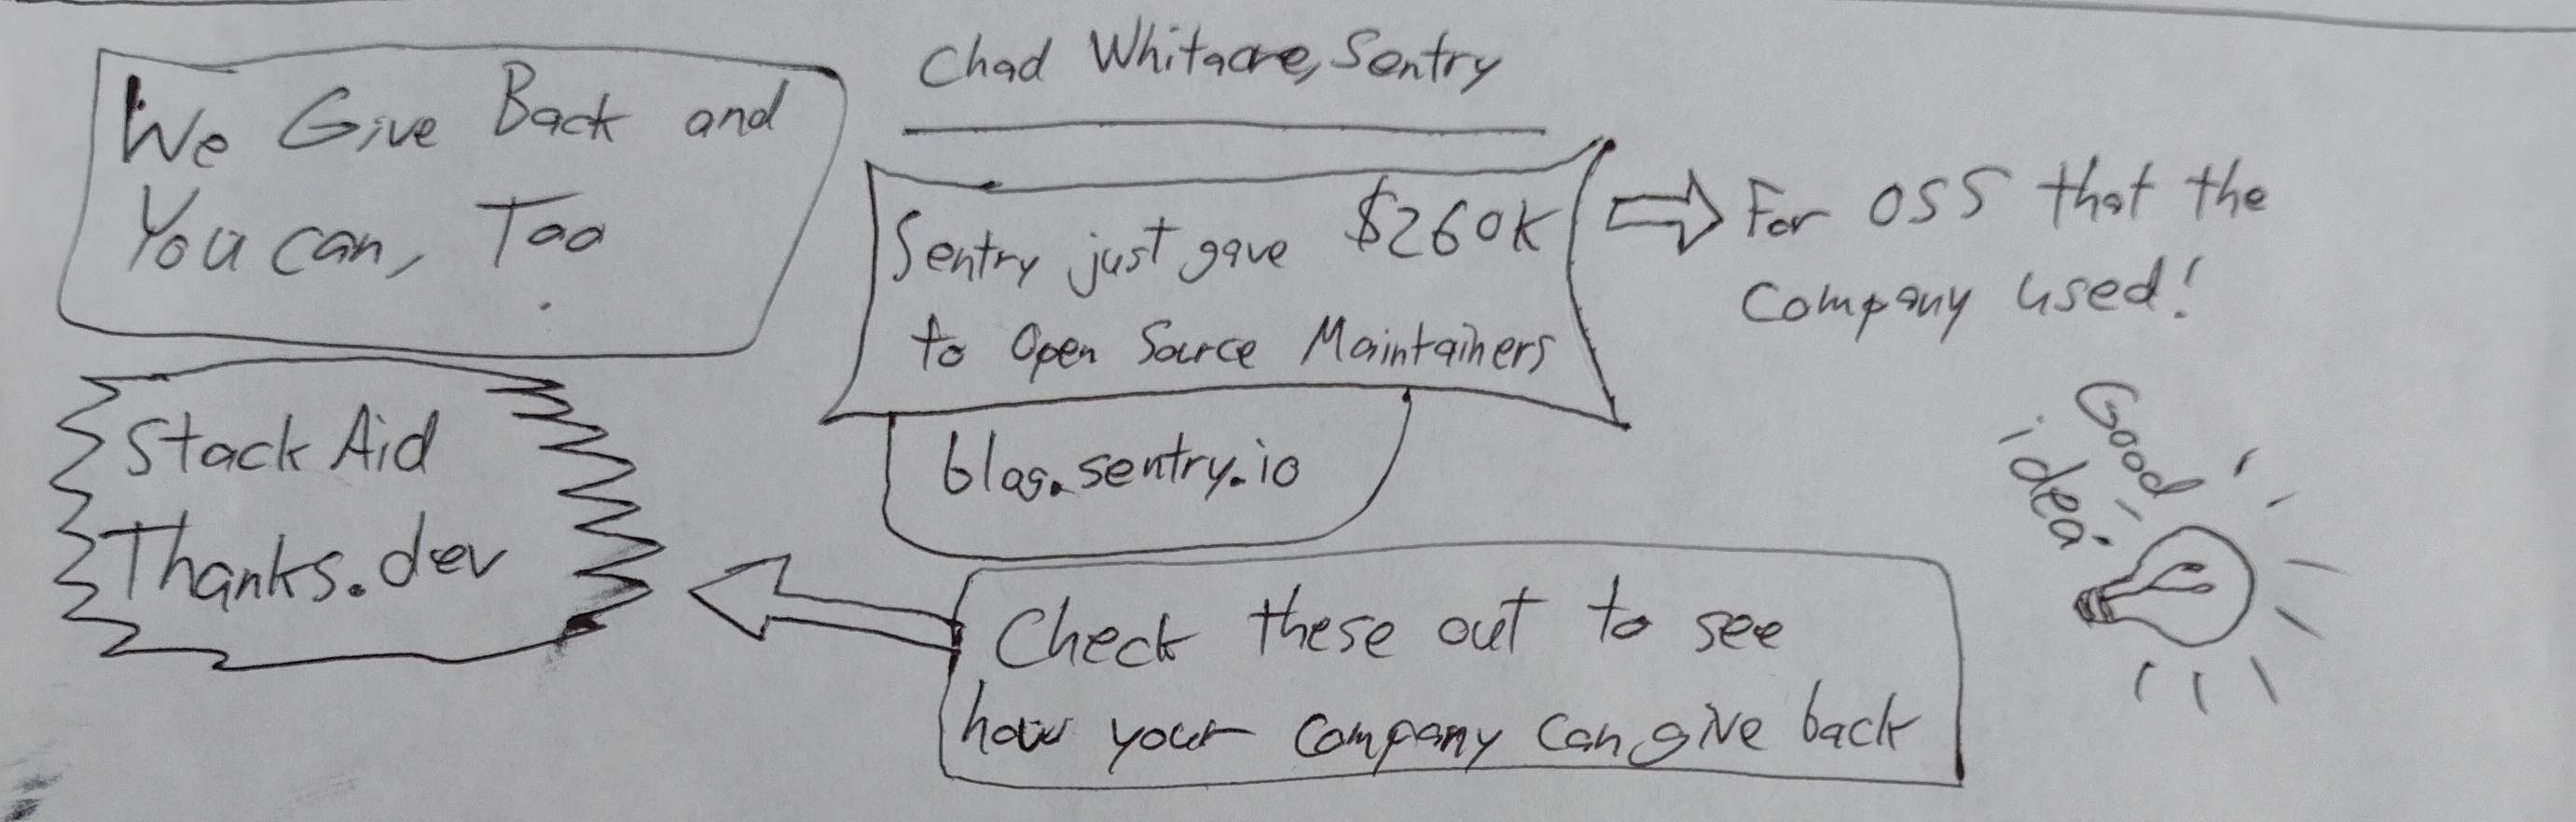 We Give Back and
You can, Too
Chad Whitacre, Sentry
Sentry just gave $260K
to Open Source Maintainers
For OSS that the
Company used!
blog.sentry.io
Stack Aid
Thanks.dev
Good
idea
Check these out to see
how your company can give back